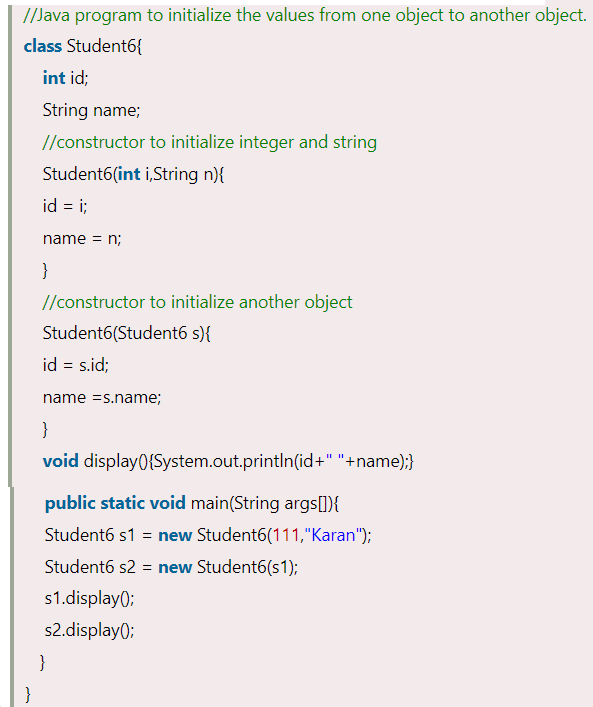 //Java program to initialize the values from one object to another object.
class Student6{
int id;
String name;
//constructor to initialize integer and string
Student6(int i,String n){
id = i;
name = n;
}
//constructor to initialize another object
Student6(Student6 s){
id = s.id;
name =s.name;
}
void display(){System.out.println(id+" "+name);}
public static void main(String args[]){
Student6 s1 = new Student6(111,"Karan");
Student6 s2 = new Student6(s1);
s1.display();
s2.display();
}
}